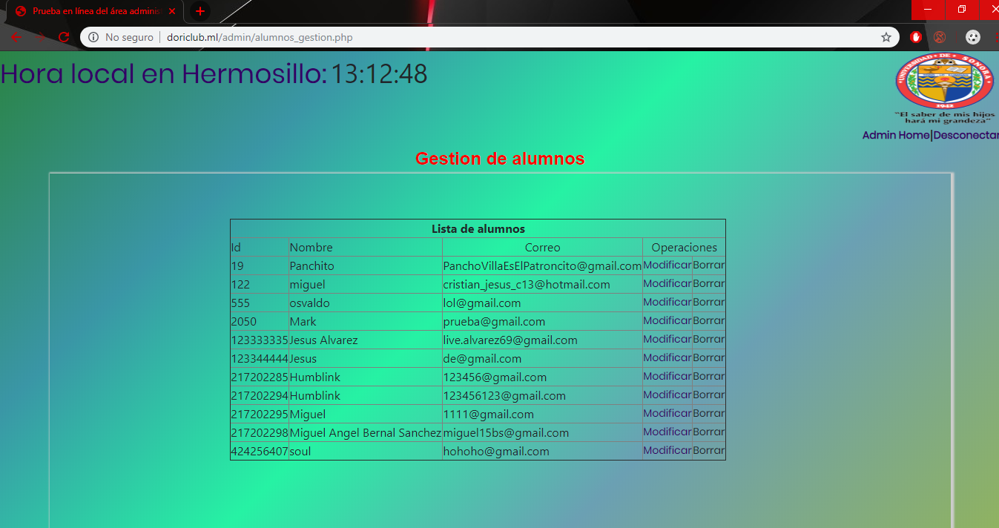 Prueba en línea del área adminis
No seguro | doriclub.ml/admin/alumnos_gestion.php
Hora local en Hermosillo: 13:12:48
UNIVERSIDAD DE SONORA
1942
"El saber de mis hijos
hará mi grandeza"
Admin Home|Desconectar
Gestion de alumnos
Lista de alumnos
Id Nombre Correo Operaciones
19 Panchito PanchoVillaEsElPatroncito@gmail.com Modificar Borrar
122 miguel cristian_jesus_c13@hotmail.com Modificar Borrar
555 osvaldo lol@gmail.com Modificar Borrar
2050 Mark prueba@gmail.com Modificar Borrar
123333335 Jesus Alvarez live.alvarez69@gmail.com Modificar Borrar
123344444 Jesus de@gmail.com Modificar Borrar
217202285 Humblink 123456@gmail.com Modificar Borrar
217202294 Humblink 123456123@gmail.com Modificar Borrar
217202295 Miguel 1111@gmail.com Modificar Borrar
217202298 Miguel Angel Bernal Sanchez miguel15bs@gmail.com Modificar Borrar
424256407 soul hohoho@gmail.com Modificar Borrar